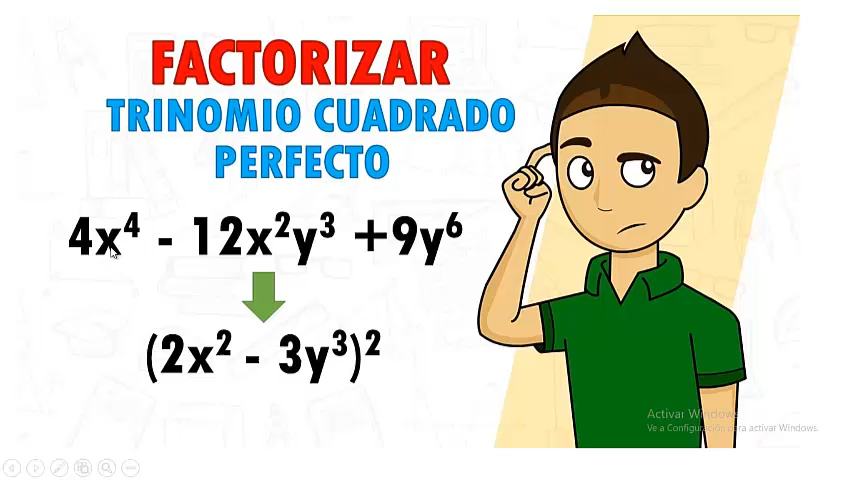 FACTORIZAR
TRINOMIO CUADRADO
PERFECTO
4x⁴ - 12x²y³ +9y⁶
(2x² - 3y³)²
Activar Windows
Ve a Configuración para activar Windows.